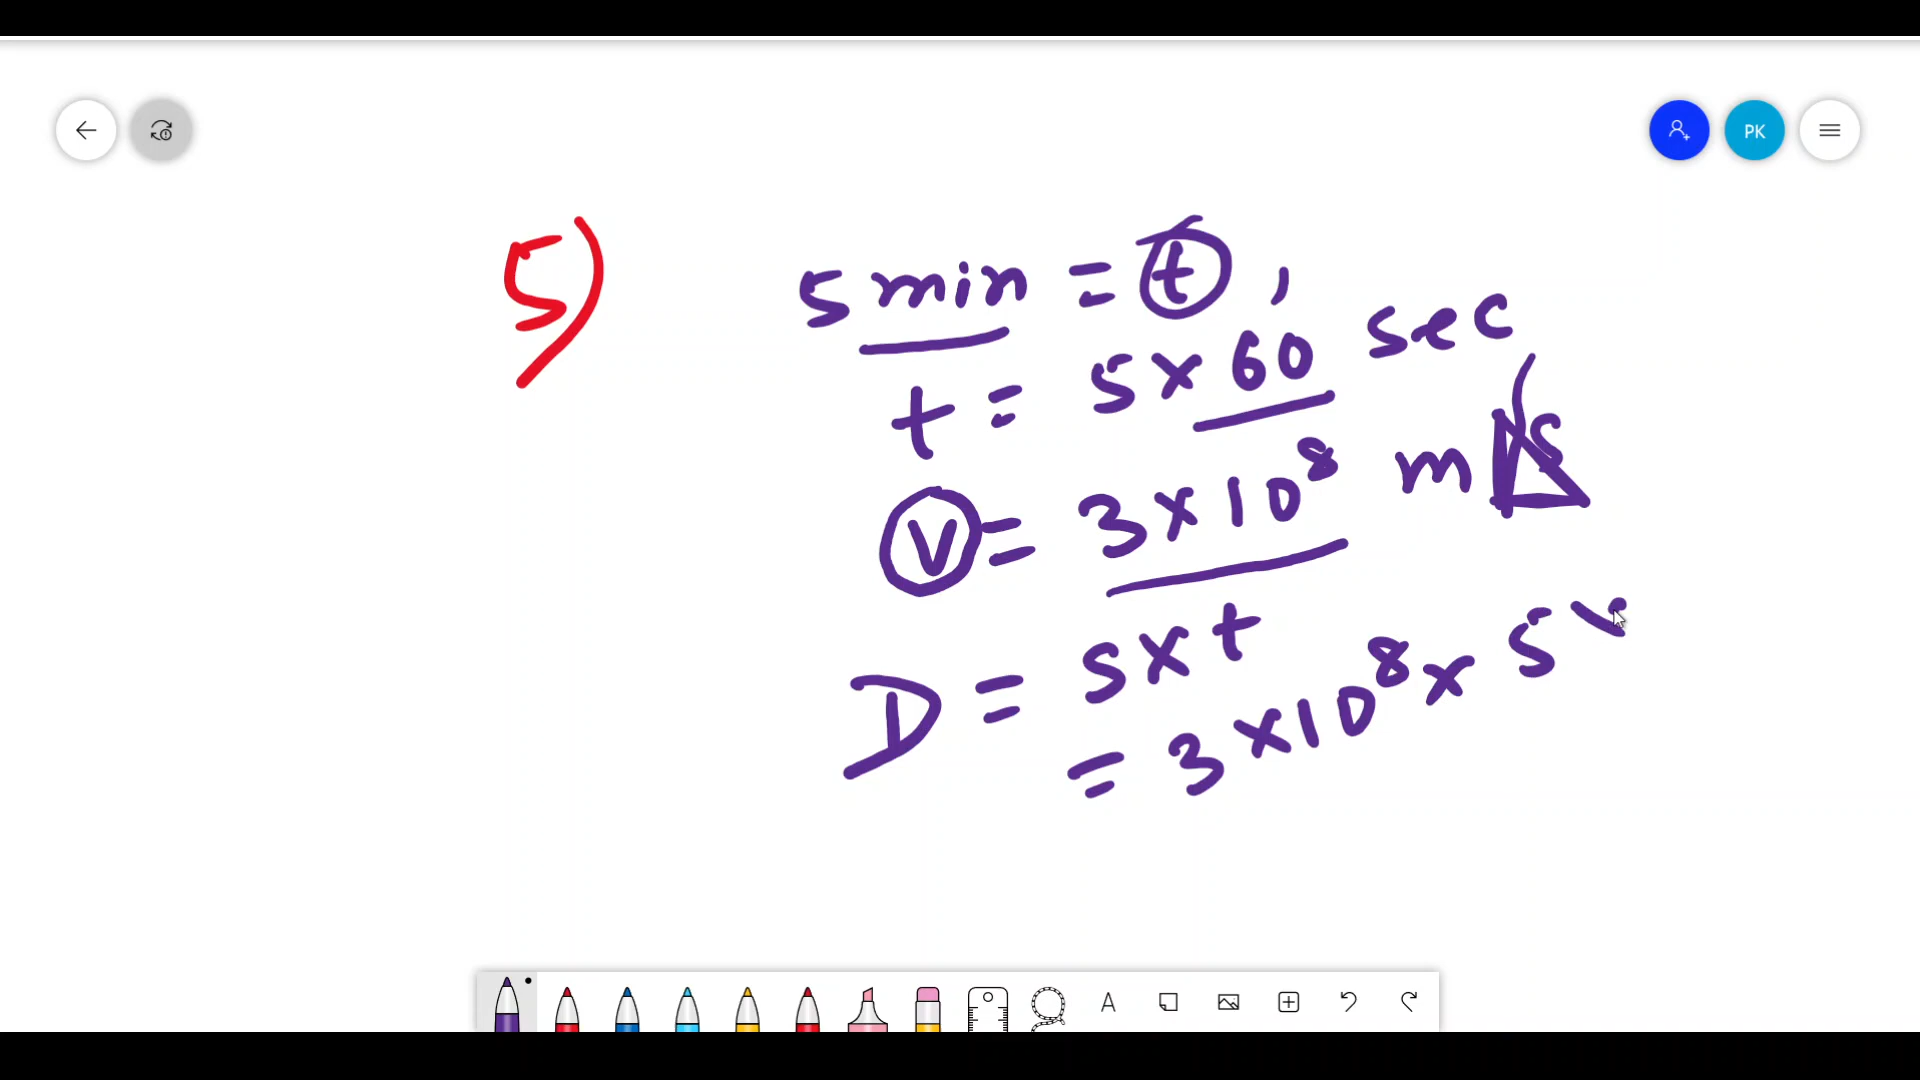 PK
5)
5 min = t ,
t = 5 x 60 sec
v = 3 x 10⁸ m/s
D = s x t
= 3 x 10⁸ x 5
A